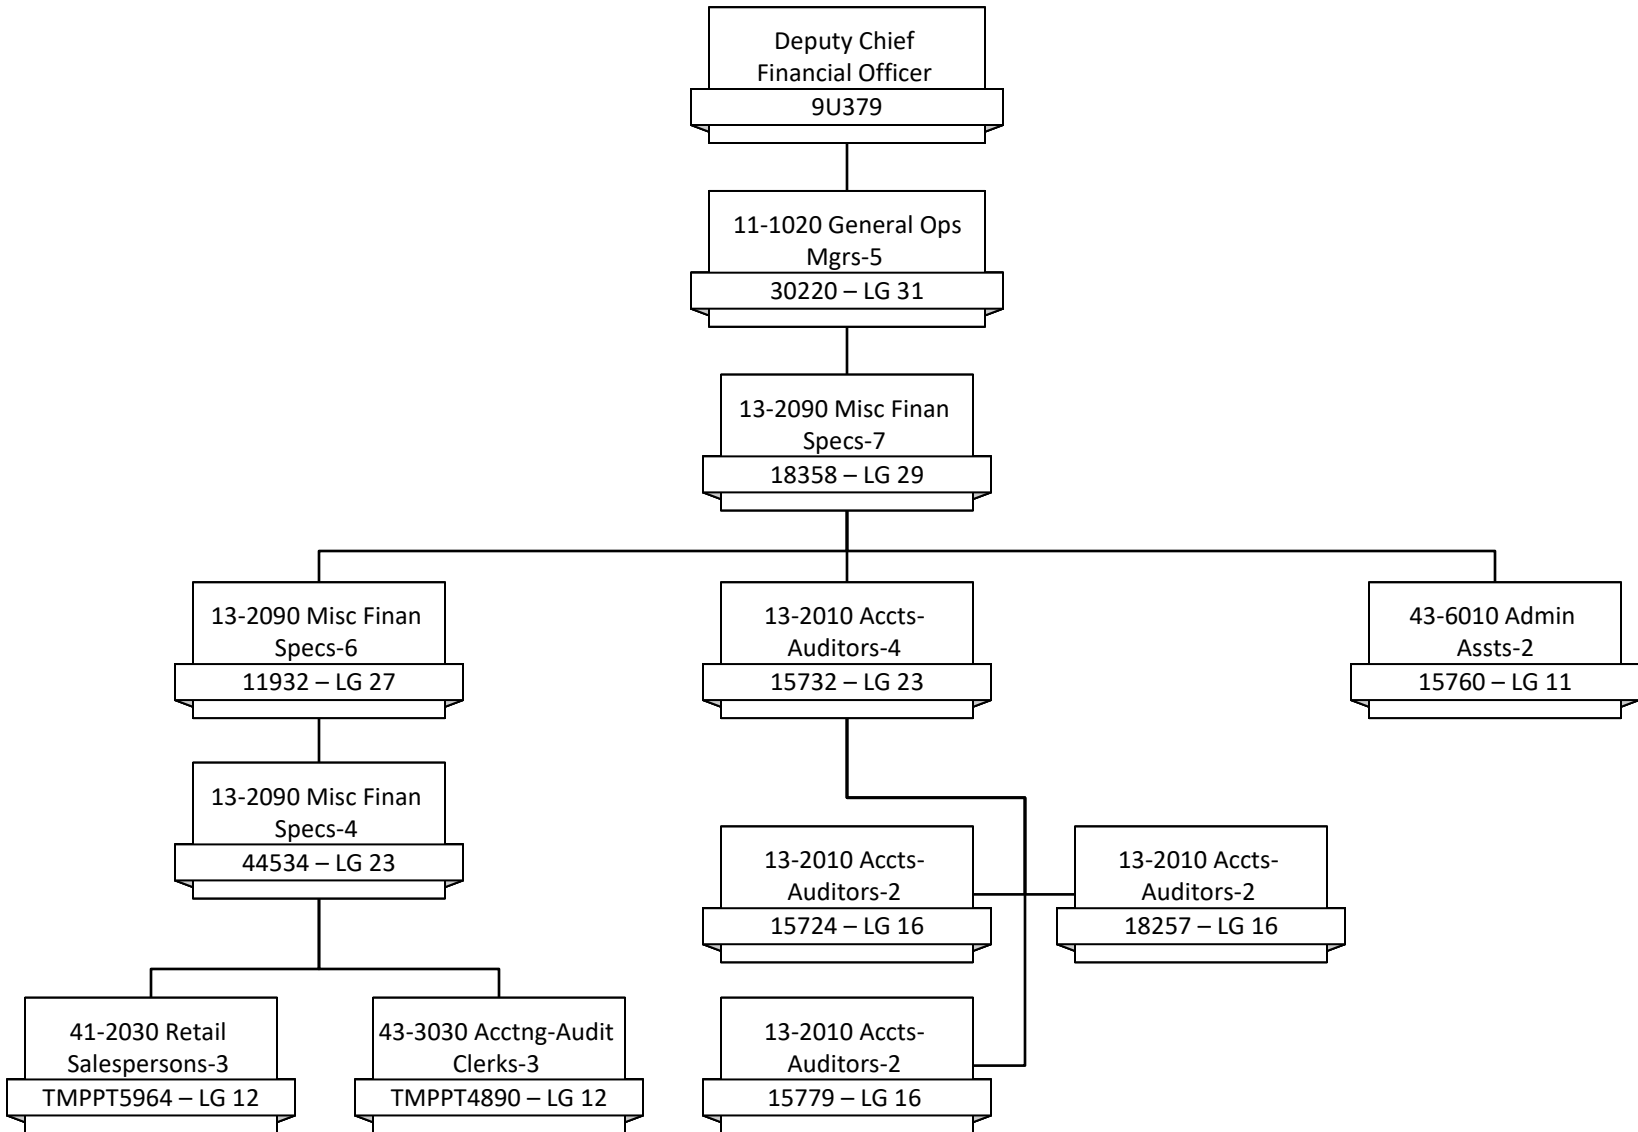 Deputy Chief
Financial Officer
9U379
11-1020 General Ops
Mgrs-5
30220 – LG 31
13-2090 Misc Finan
Specs-7
18358 – LG 29
13-2090 Misc Finan
Specs-6
11932 – LG 27
13-2010 Accts-
Auditors-4
15732 – LG 23
43-6010 Admin
Assts-2
15760 – LG 11
13-2090 Misc Finan
Specs-4
44534 – LG 23
13-2010 Accts-
Auditors-2
15724 – LG 16
13-2010 Accts-
Auditors-2
18257 – LG 16
41-2030 Retail
Salespersons-3
TMPPT5964 – LG 12
43-3030 Acctng-Audit
Clerks-3
TMPPT4890 – LG 12
13-2010 Accts-
Auditors-2
15779 – LG 16